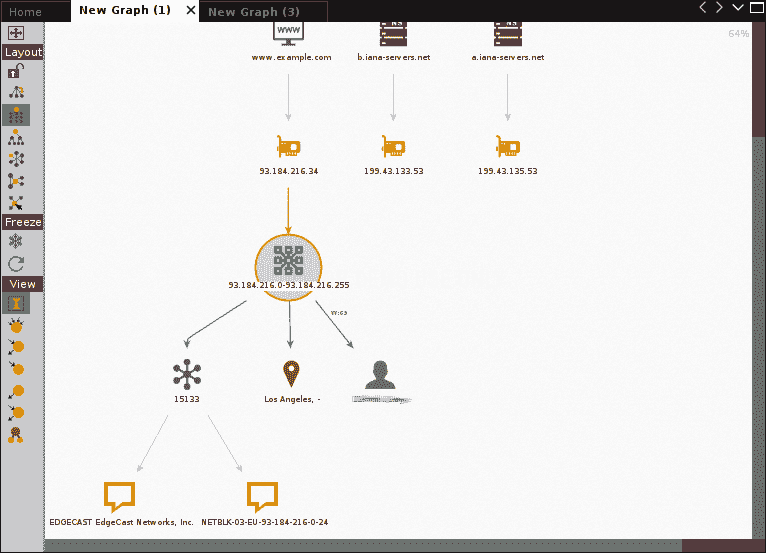 Home
New Graph (1)
New Graph (3)
64%
Layout
Freeze
View
WWW
NS
NS
www.example.com
b.iana-servers.net
a.iana-servers.net
93.184.216.34
199.43.133.53
199.43.135.53
93.184.216.0-93.184.216.255
15133
Los Angeles, -
EDGECAST EdgeCast Networks, Inc.
NETBLK-03-EU-93-184-216-0-24